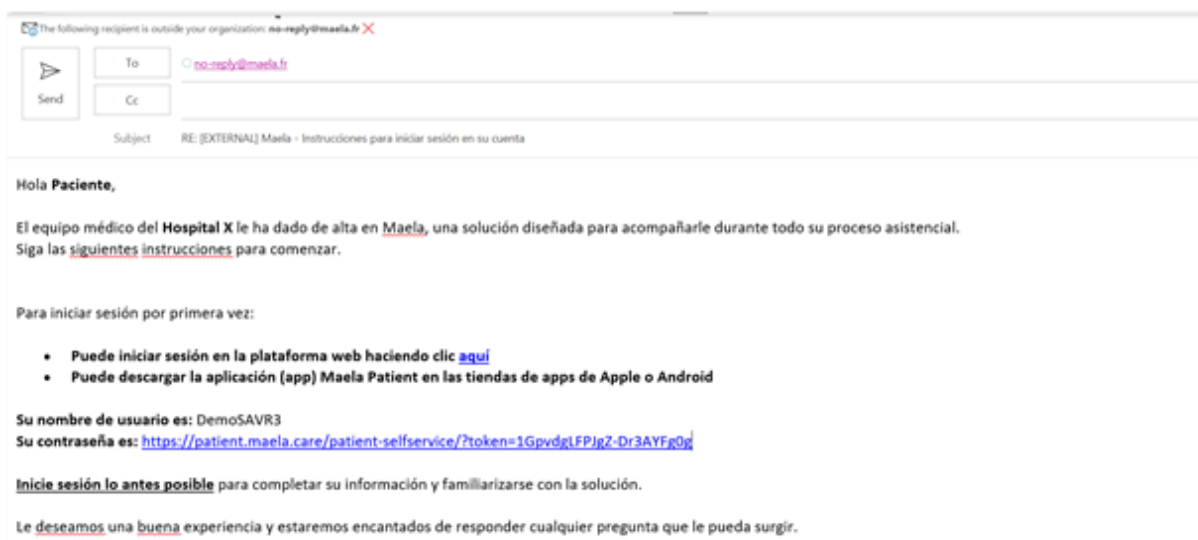 The following recipient is outside your organization: no-reply@maela.fr
To
no-reply@maela.fr
Send
Cc
Subject
RE: [EXTERNAL] Maela - Instrucciones para iniciar sesión en su cuenta
Hola Paciente,
El equipo médico del Hospital X le ha dado de alta en Maela, una solución diseñada para acompañarle durante todo su proceso asistencial.
Siga las siguientes instrucciones para comenzar.
Para iniciar sesión por primera vez:
• Puede iniciar sesión en la plataforma web haciendo clic aquí
• Puede descargar la aplicación (app) Maela Patient en las tiendas de apps de Apple o Android
Su nombre de usuario es: DemoSAVR3
Su contraseña es: https://patient.maela.care/patient-selfservice/?token=1GpvdgLFPJgZ-Dr3AYFg0g
Inicie sesión lo antes posible para completar su información y familiarizarse con la solución.
Le deseamos una buena experiencia y estaremos encantados de responder cualquier pregunta que le pueda surgir.